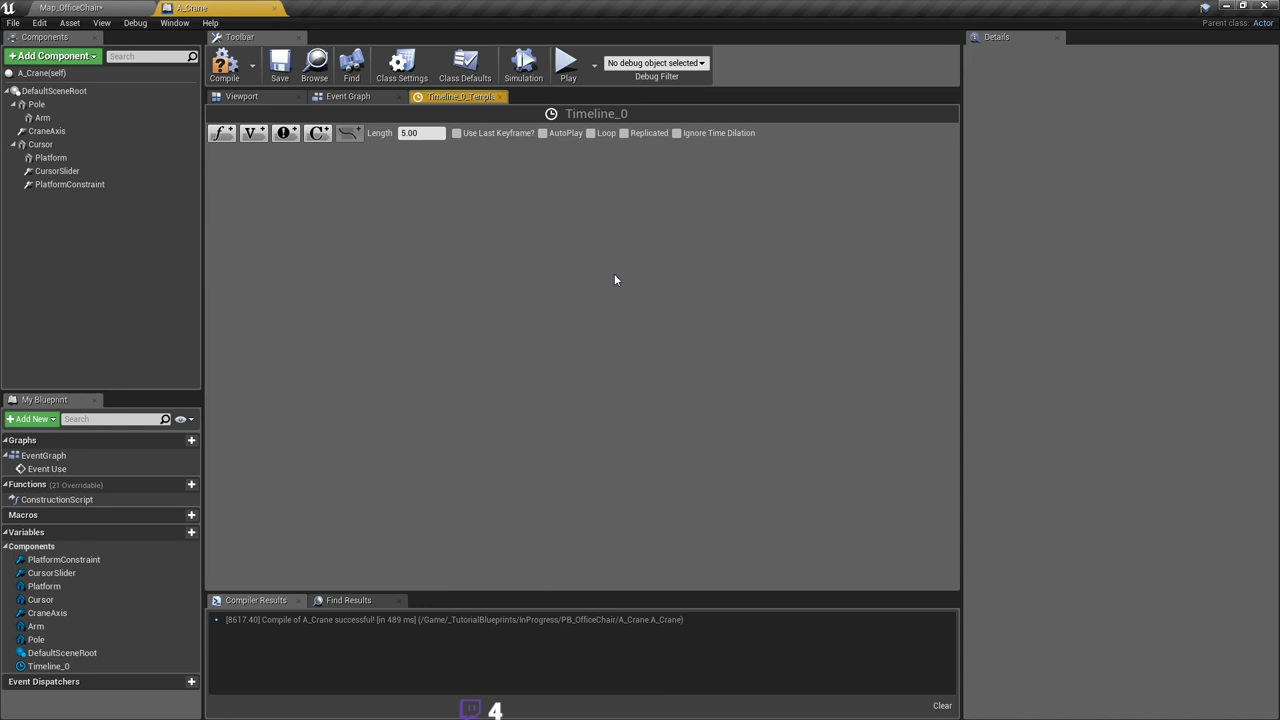 Map_OfficeChair*
A_Crane
File Edit Asset View Debug Window Help
Parent class: Actor
Components
Toolbar
Details
+Add Component
Search
Compile
Save
Browse
Find
Class Settings
Class Defaults
Simulation
Play
No debug object selected
Debug Filter
A_Crane(self)
DefaultSceneRoot
Pole
Arm
CraneAxis
Cursor
Platform
CursorSlider
PlatformConstraint
Viewport
Event Graph
Timeline_0_Templa
Timeline_0
f+ V+ !+ C+ Length 5.00 Use Last Keyframe? AutoPlay Loop Replicated Ignore Time Dilation
My Blueprint
+Add New
Search
Graphs
EventGraph
Event Use
Functions (21 Overridable)
ConstructionScript
Macros
Variables
Components
PlatformConstraint
CursorSlider
Platform
Cursor
CraneAxis
Arm
Pole
DefaultSceneRoot
Timeline_0
Event Dispatchers
Compiler Results
Find Results
[8617.40] Compile of A_Crane successful! [in 489 ms] (/Game/_TutorialBlueprints/InProgress/PB_OfficeChair/A_Crane.A_Crane)
Clear
4